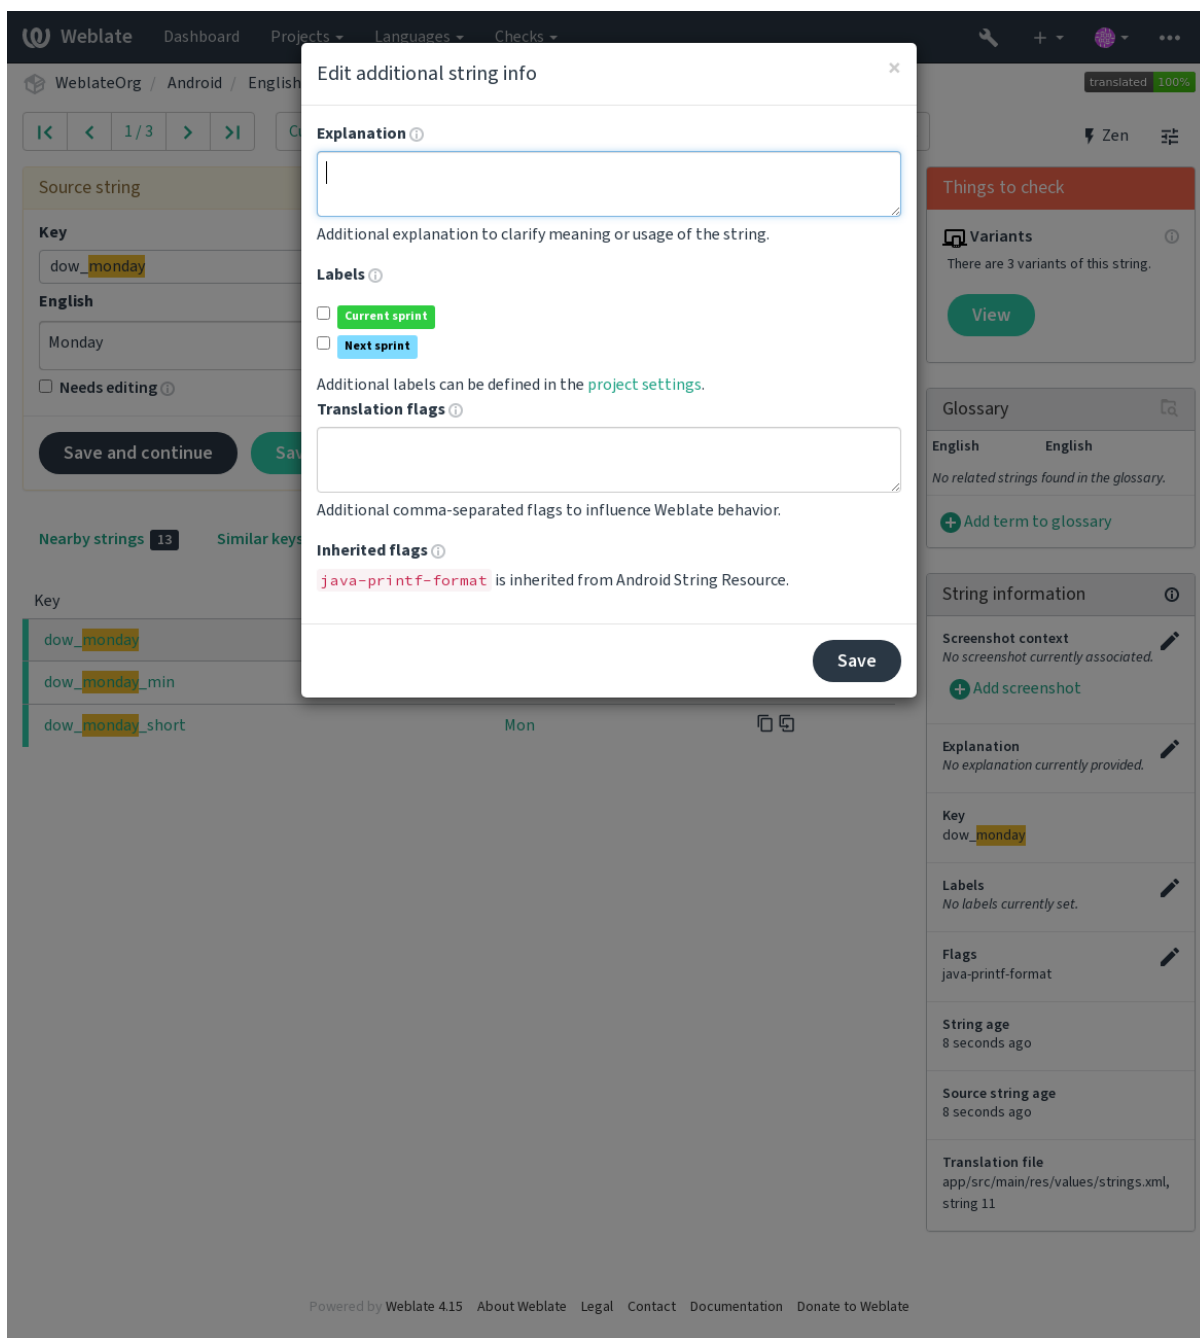 Weblate Dashboard Projects Languages Checks
WeblateOrg / Android / English
translated 100%
1 / 3
Zen
Edit additional string info
×
Explanation
Additional explanation to clarify meaning or usage of the string.
Labels
Current sprint
Next sprint
Additional labels can be defined in the project settings.
Translation flags
Additional comma-separated flags to influence Weblate behavior.
Inherited flags
java-printf-format is inherited from Android String Resource.
Save
Source string
Key
dow_monday
English
Monday
Needs editing
Save and continue
Nearby strings 13 Similar keys
Key
dow_monday
dow_monday_min
dow_monday_short Mon
Things to check
Variants
There are 3 variants of this string.
View
Glossary
English English
No related strings found in the glossary.
Add term to glossary
String information
Screenshot context
No screenshot currently associated.
Add screenshot
Explanation
No explanation currently provided.
Key
dow_monday
Labels
No labels currently set.
Flags
java-printf-format
String age
8 seconds ago
Source string age
8 seconds ago
Translation file
app/src/main/res/values/strings.xml,
string 11
Powered by Weblate 4.15 About Weblate Legal Contact Documentation Donate to Weblate